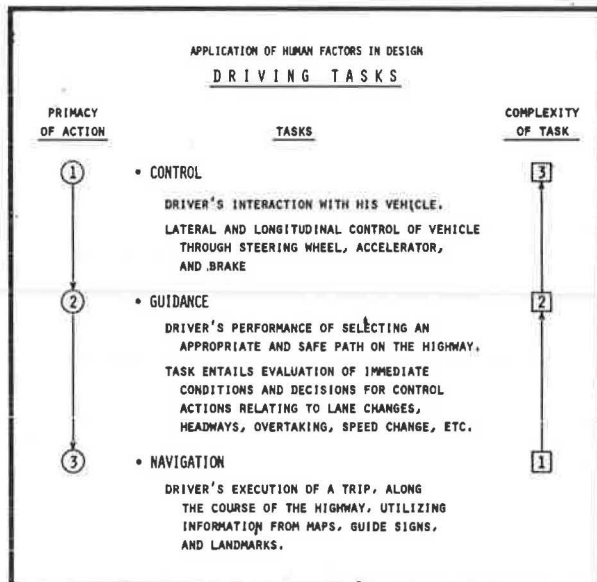 APPLICATION OF HUMAN FACTORS IN DESIGN
DRIVING TASKS
PRIMACY
OF ACTION
TASKS
COMPLEXITY
OF TASK
1
• CONTROL
3
DRIVER'S INTERACTION WITH HIS VEHICLE.
LATERAL AND LONGITUDINAL CONTROL OF VEHICLE
THROUGH STEERING WHEEL, ACCELERATOR,
AND BRAKE
2
• GUIDANCE
2
DRIVER'S PERFORMANCE OF SELECTING AN
APPROPRIATE AND SAFE PATH ON THE HIGHWAY.
TASK ENTAILS EVALUATION OF IMMEDIATE
CONDITIONS AND DECISIONS FOR CONTROL
ACTIONS RELATING TO LANE CHANGES,
HEADWAYS, OVERTAKING, SPEED CHANGE, ETC.
3
• NAVIGATION
1
DRIVER'S EXECUTION OF A TRIP, ALONG
THE COURSE OF THE HIGHWAY, UTILIZING
INFORMATION FROM MAPS, GUIDE SIGNS,
AND LANDMARKS.